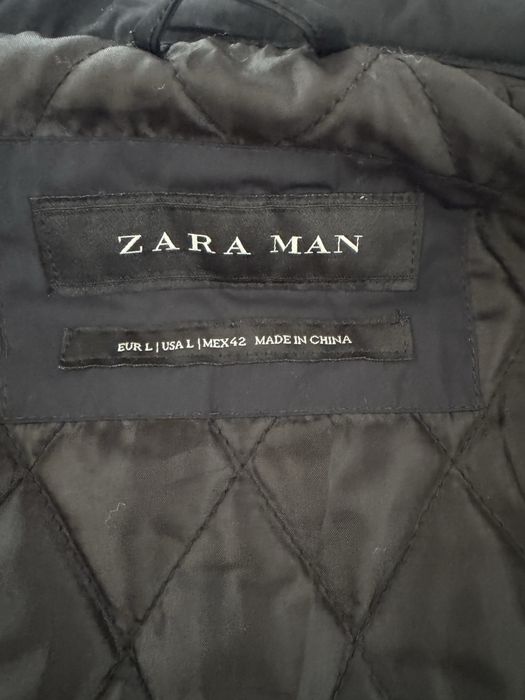 ZARA MAN
EUR L | USA L | MEX 42 MADE IN CHINA